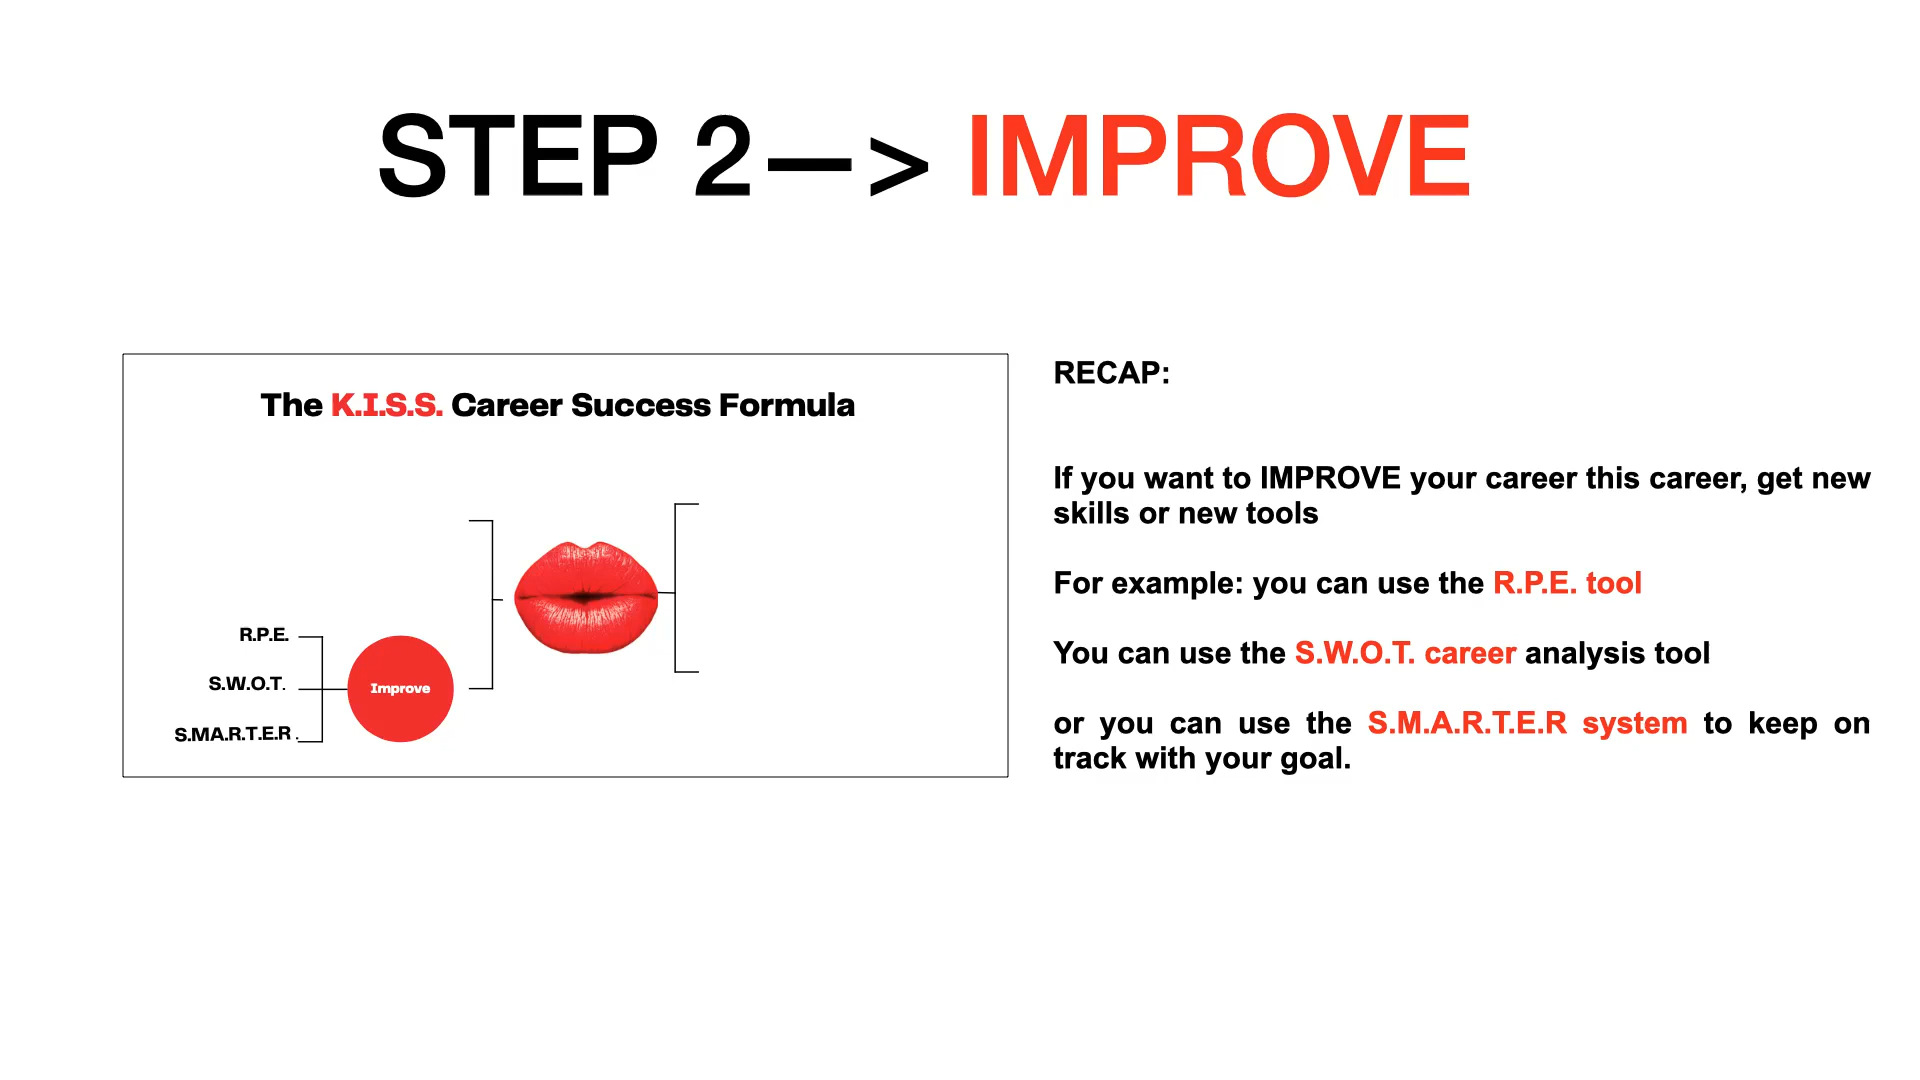 STEP 2—> IMPROVE
The K.I.S.S. Career Success Formula
R.P.E.
S.W.O.T.
S.MA.R.T.E.R .
Improve
RECAP:
If you want to IMPROVE your career this career, get new
skills or new tools
For example: you can use the R.P.E. tool
You can use the S.W.O.T. career analysis tool
or you can use the S.M.A.R.T.E.R system to keep on
track with your goal.